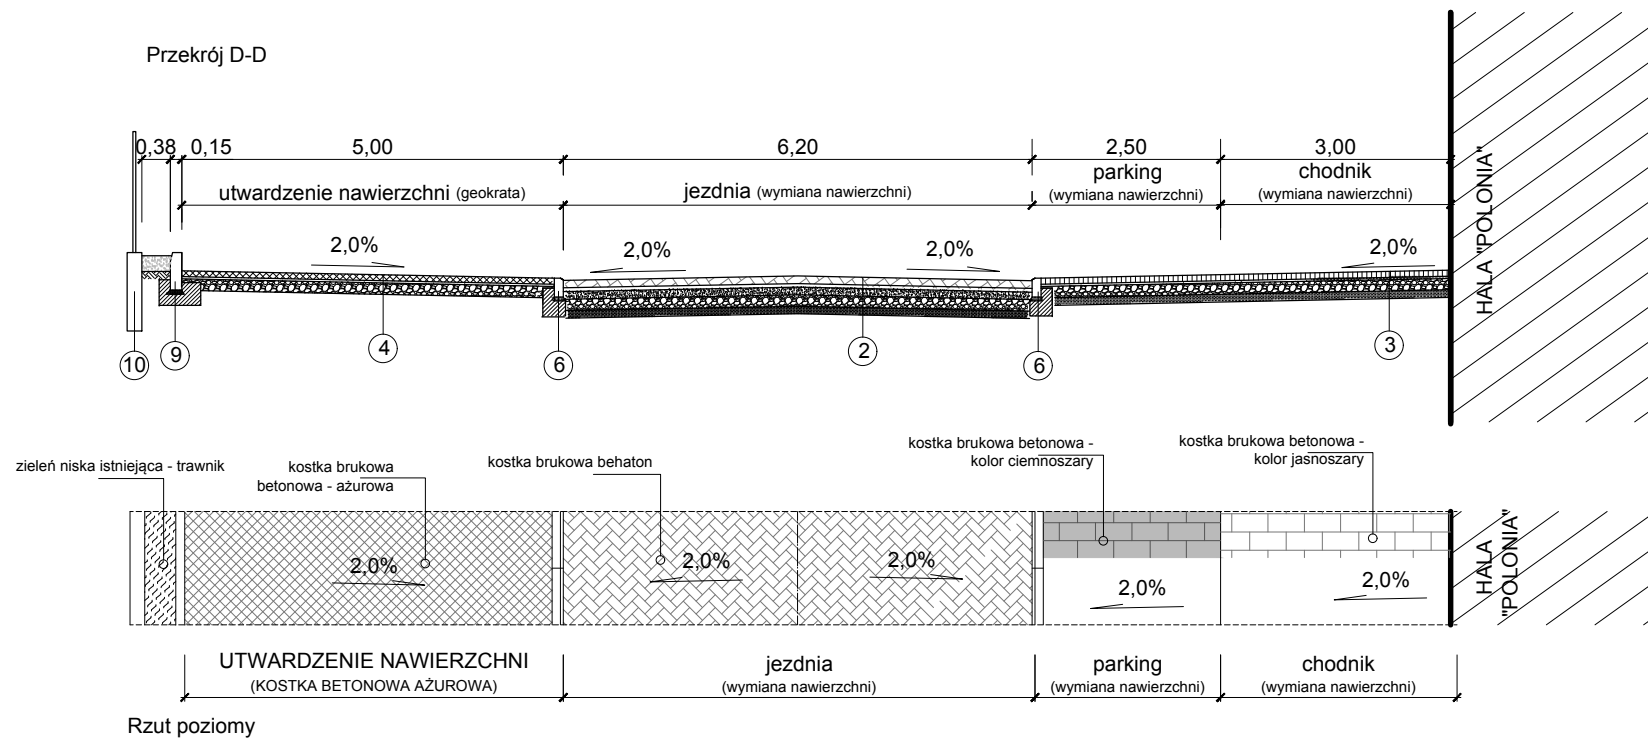 Przekrój D-D
0,38 0,15 5,00 6,20 2,50 3,00
utwardzenie nawierzchni (geokrata)
jezdnia (wymiana nawierzchni)
parking
(wymiana nawierzchni)
chodnik
(wymiana nawierzchni)
HALA "POLONIA"
2,0% 2,0% 2,0% 2,0%
10 9 4 6 2 6 3
zieleń niska istniejąca - trawnik
kostka brukowa
betonowa - ażurowa
kostka brukowa behaton
kostka brukowa betonowa -
kolor ciemnoszary
kostka brukowa betonowa -
kolor jasnoszary
2,0% 2,0% 2,0% 2,0% 2,0%
HALA
"POLONIA"
UTWARDZENIE NAWIERZCHNI
(KOSTKA BETONOWA AŻUROWA)
jezdnia
(wymiana nawierzchni)
parking
(wymiana nawierzchni)
chodnik
(wymiana nawierzchni)
Rzut poziomy